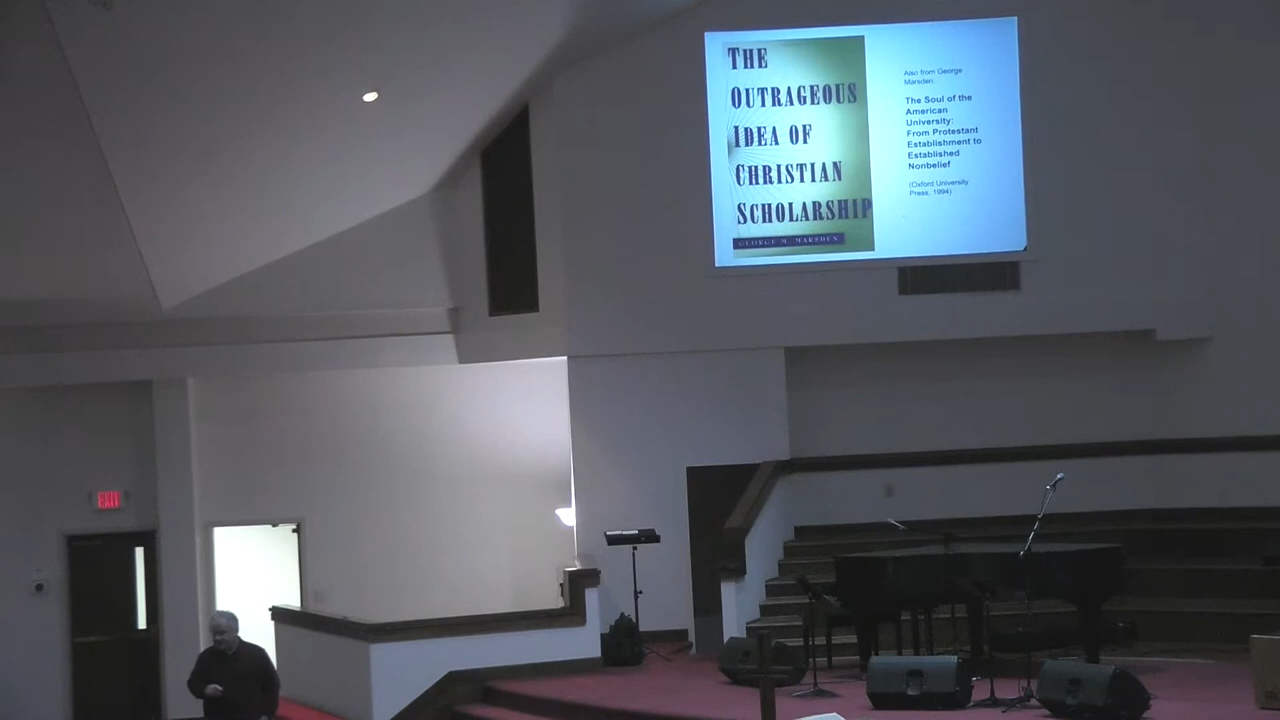 THE
OUTRAGEOUS
IDEA OF
CHRISTIAN
SCHOLARSHIP
GEORGE M. MARSDEN
Also from George
Marsden:
The Soul of the
American
University:
From Protestant
Establishment to
Established
Nonbelief
(Oxford University
Press, 1994)
EXIT